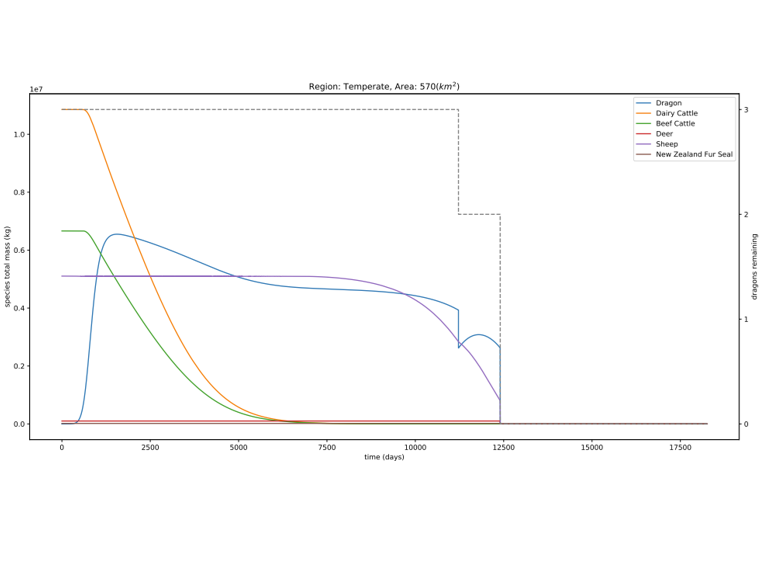 Region: Temperate, Area: 570(km²)
1e7
Dragon
Dairy Cattle
Beef Cattle
Deer
Sheep
New Zealand Fur Seal
1.0
0.8
0.6
0.4
0.2
0.0
species total mass (kg)
3
2
1
0
dragons remaining
0 2500 5000 7500 10000 12500 15000 17500
time (days)